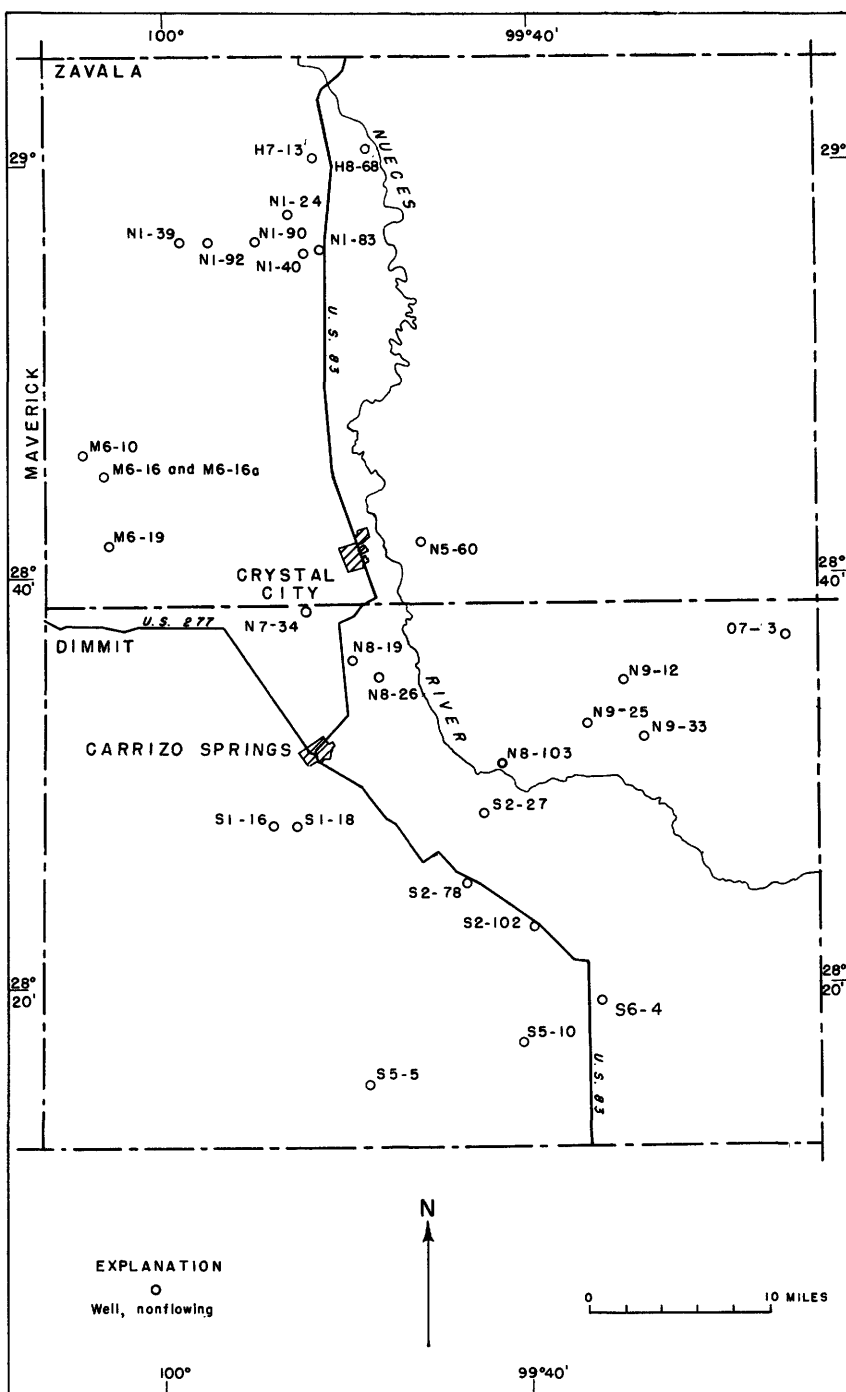 100° 99°40'
ZAVALA
29° 29°
H7-13' H8-68
NUECES
N1-24
N1-39 N1-90 N1-83
N1-92 N1-40
U.S. 83
MAVERICK
M6-10
M6-16 and M6-16a
M6-19 N5-60
28° 40' 28° 40'
CRYSTAL
CITY
N7-34
U.S. 277
DIMMIT
N8-19
N8-26
RIVER
N9-12
N9-25
N9-33
CARRIZO SPRINGS
N8-103
S2-27
S1-16 S1-18
S2-78
S2-102
28° 20' 28° 20'
S6-4
S5-10
S5-5
U.S. 83
N
EXPLANATION
Well, nonflowing
0 10 MILES
100° 99°40'